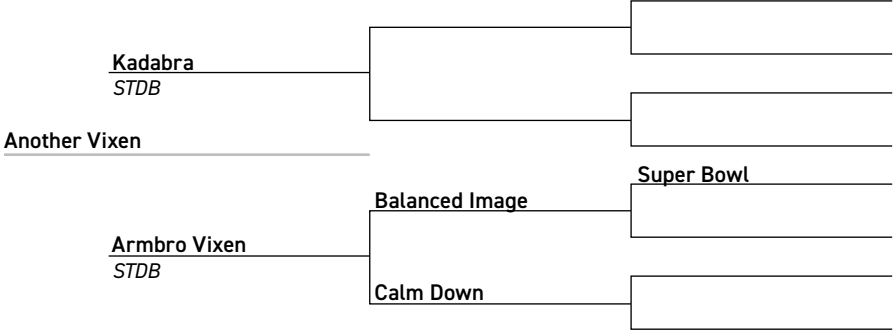 Kadabra
STDB
Another Vixen
Super Bowl
Balanced Image
Armbro Vixen
STDB
Calm Down